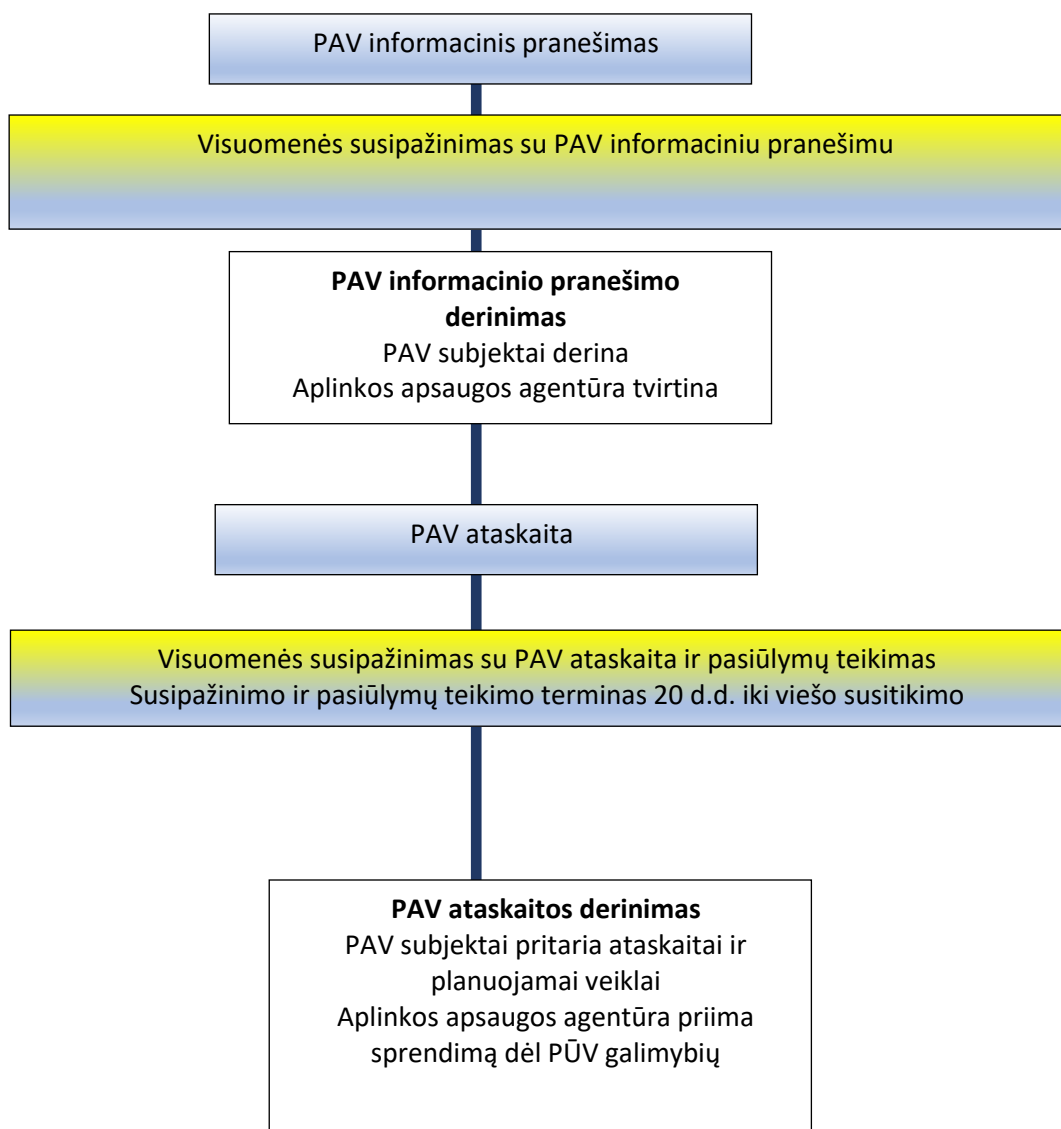 PAV informacinis pranešimas
Visuomenės susipažinimas su PAV informaciniu pranešimu
PAV informacinio pranešimo
derinimas
PAV subjektai derina
Aplinkos apsaugos agentūra tvirtina
PAV ataskaita
Visuomenės susipažinimas su PAV ataskaita ir pasiūlymų teikimas
Susipažinimo ir pasiūlymų teikimo terminas 20 d.d. iki viešo susitikimo
PAV ataskaitos derinimas
PAV subjektai pritaria ataskaitai ir
planuojamai veiklai
Aplinkos apsaugos agentūra priima
sprendimą dėl PŪV galimybių